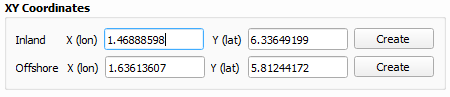 XY Coordinates
Inland X (lon) 1.46888598 Y (lat) 6.33649199 Create
Offshore X (lon) 1.63613607 Y (lat) 5.81244172 Create